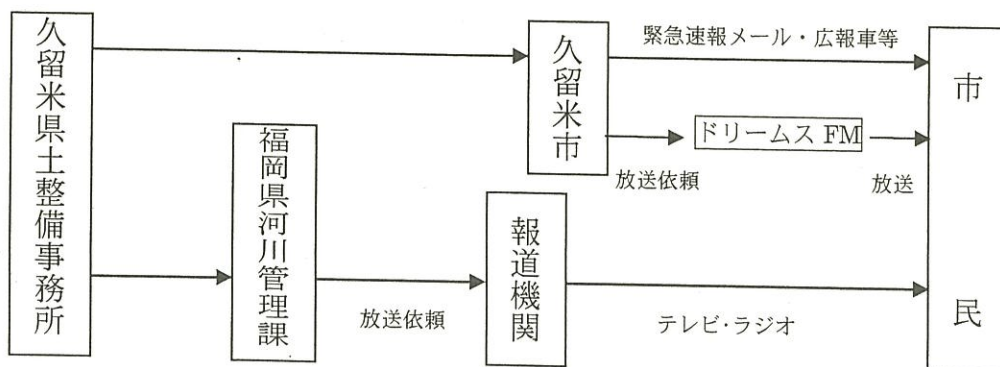 久留米県土整備事務所
福岡県河川管理課
放送依頼
久留米市
緊急速報メール・広報車等
ドリームス FM
放送依頼
放送
報道機関
テレビ・ラジオ
市民